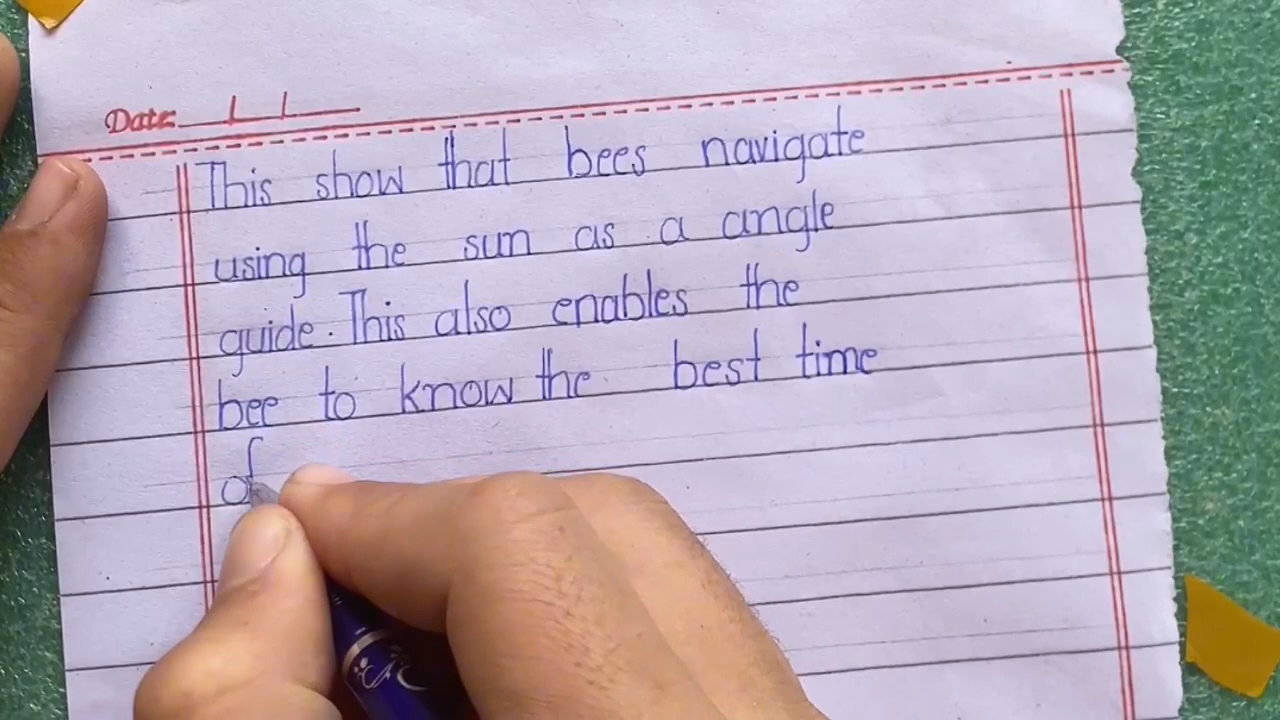 Date:
This show that bees navigate
using the sun as a angle
guide. This also enables the
bee to know the best time
of